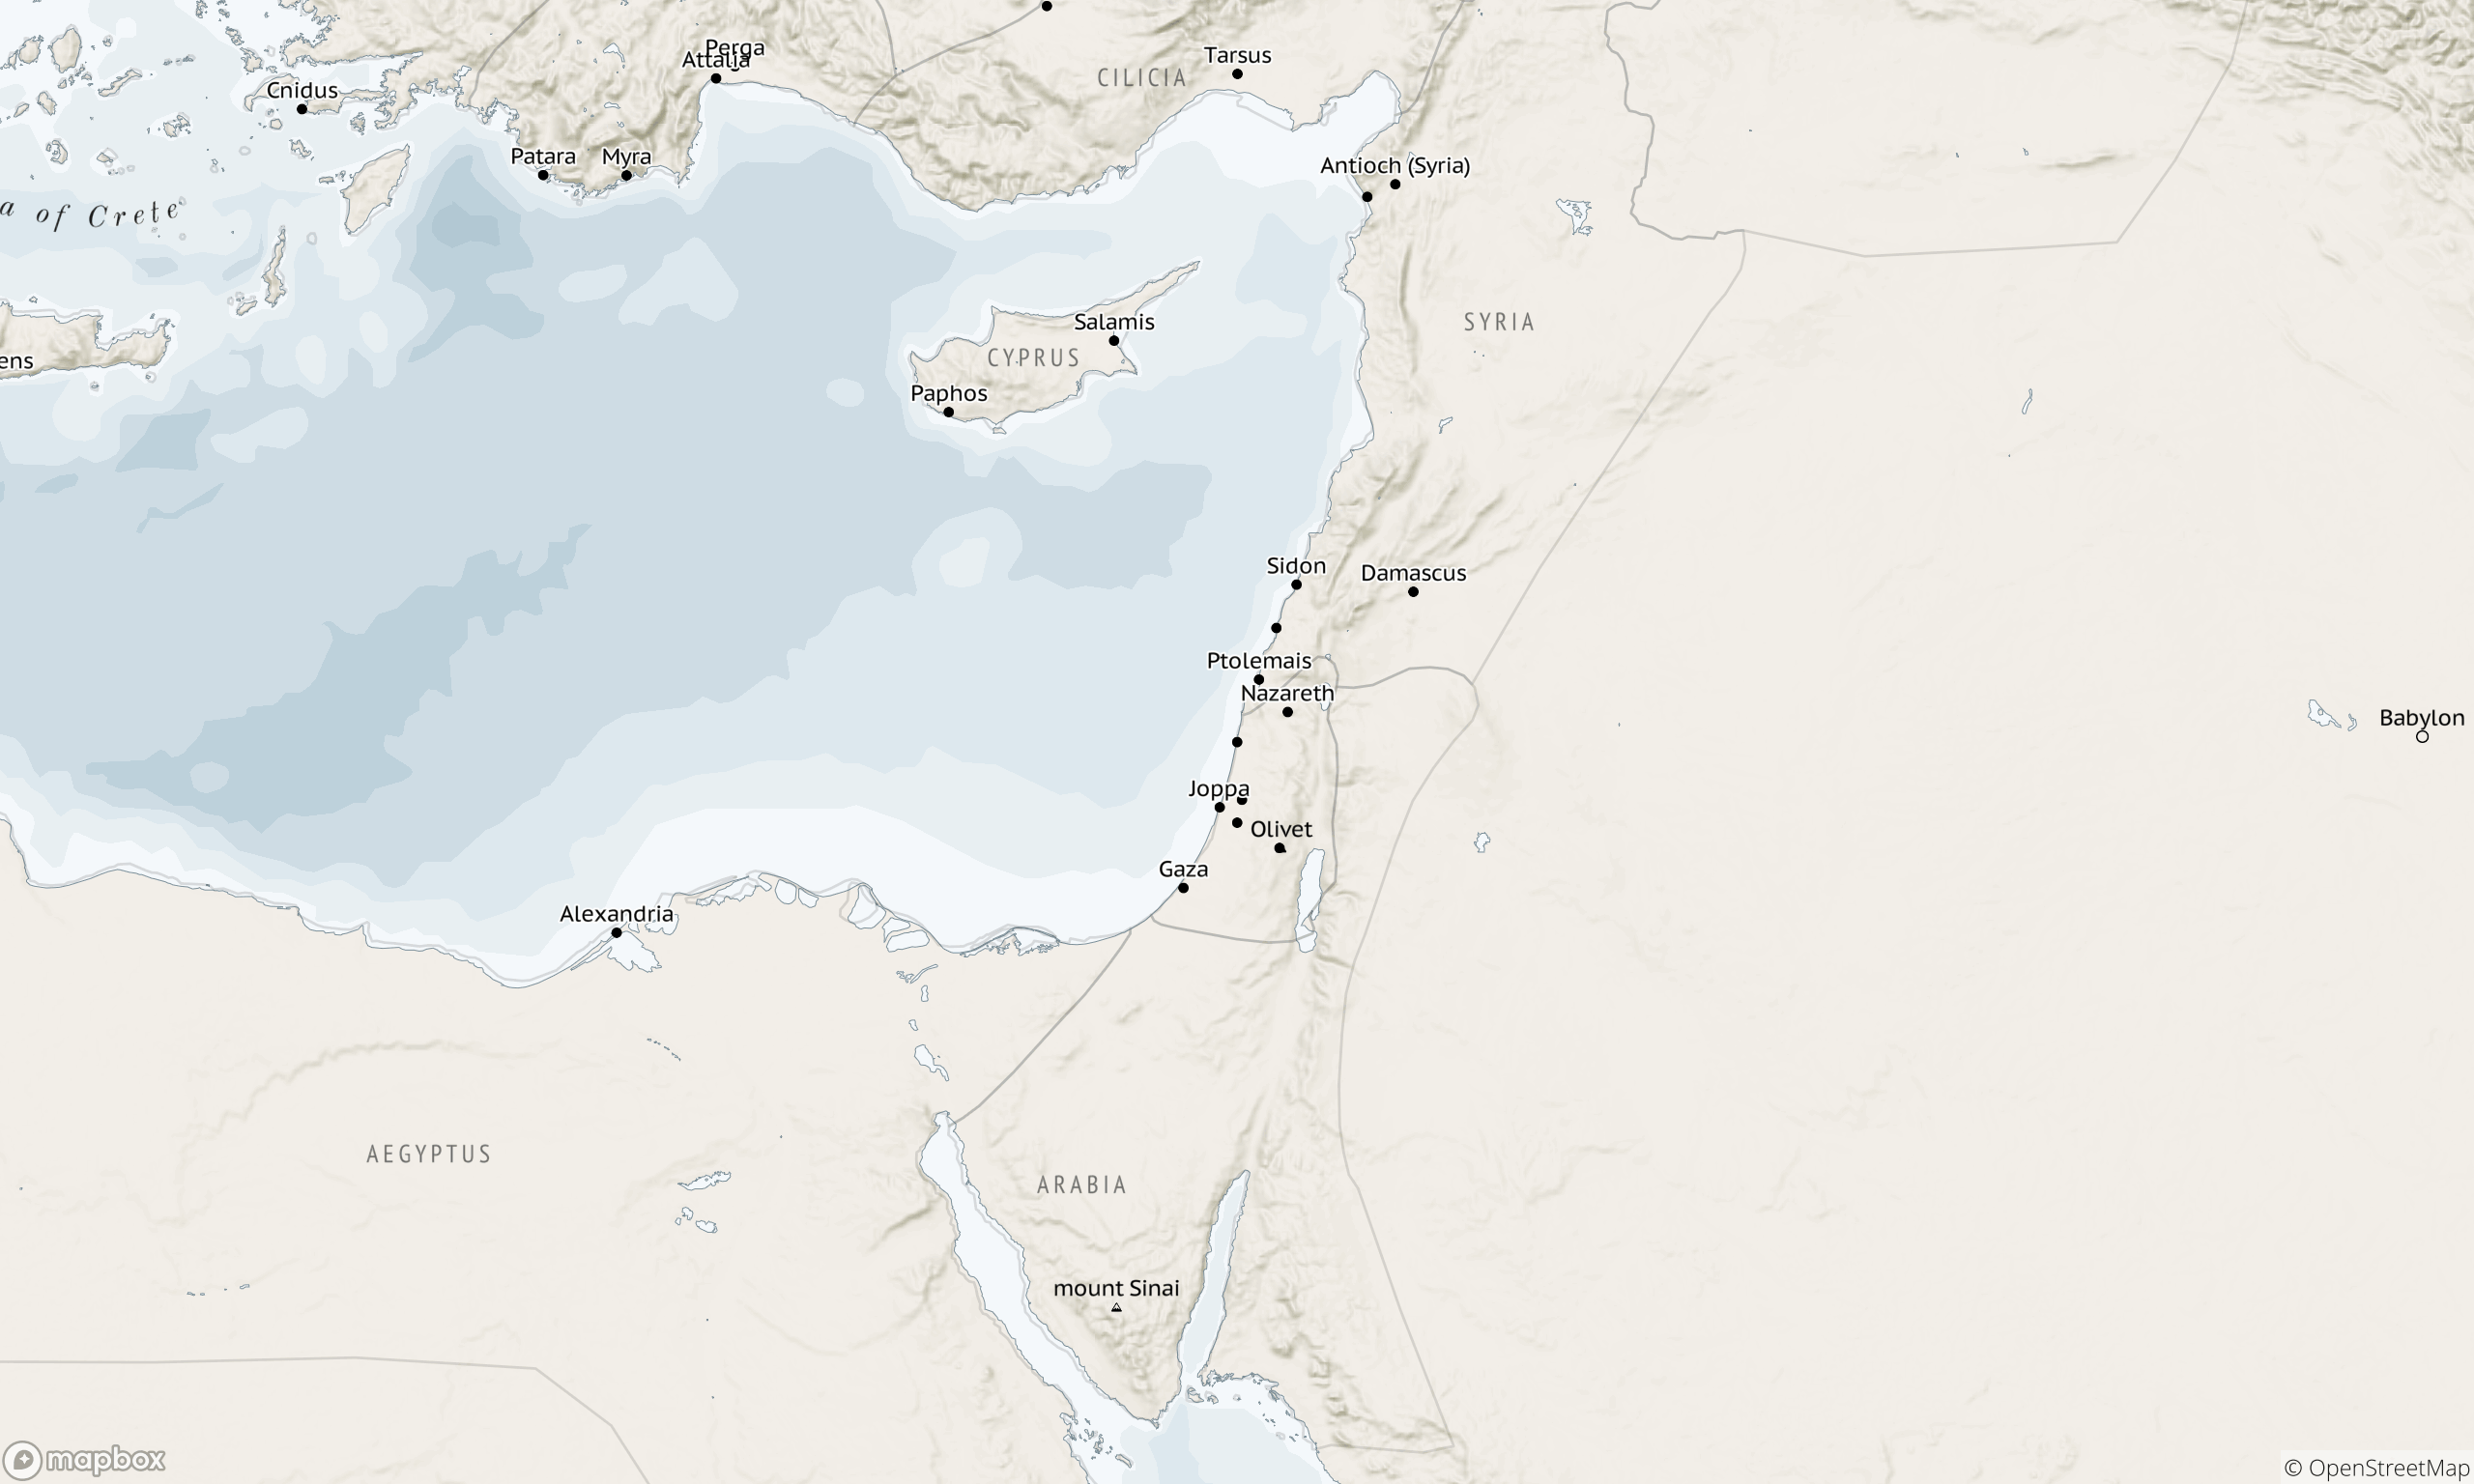 Perga
Attalia
Tarsus
CILICIA
Cnidus
Patara
Myra
Antioch (Syria)
a of Crete
SYRIA
Salamis
CYPRUS
ens
Paphos
Sidon
Damascus
Ptolemais
Nazareth
Babylon
Joppa
Olivet
Gaza
Alexandria
AEGYPTUS
ARABIA
mount Sinai
mapbox
© OpenStreetMap